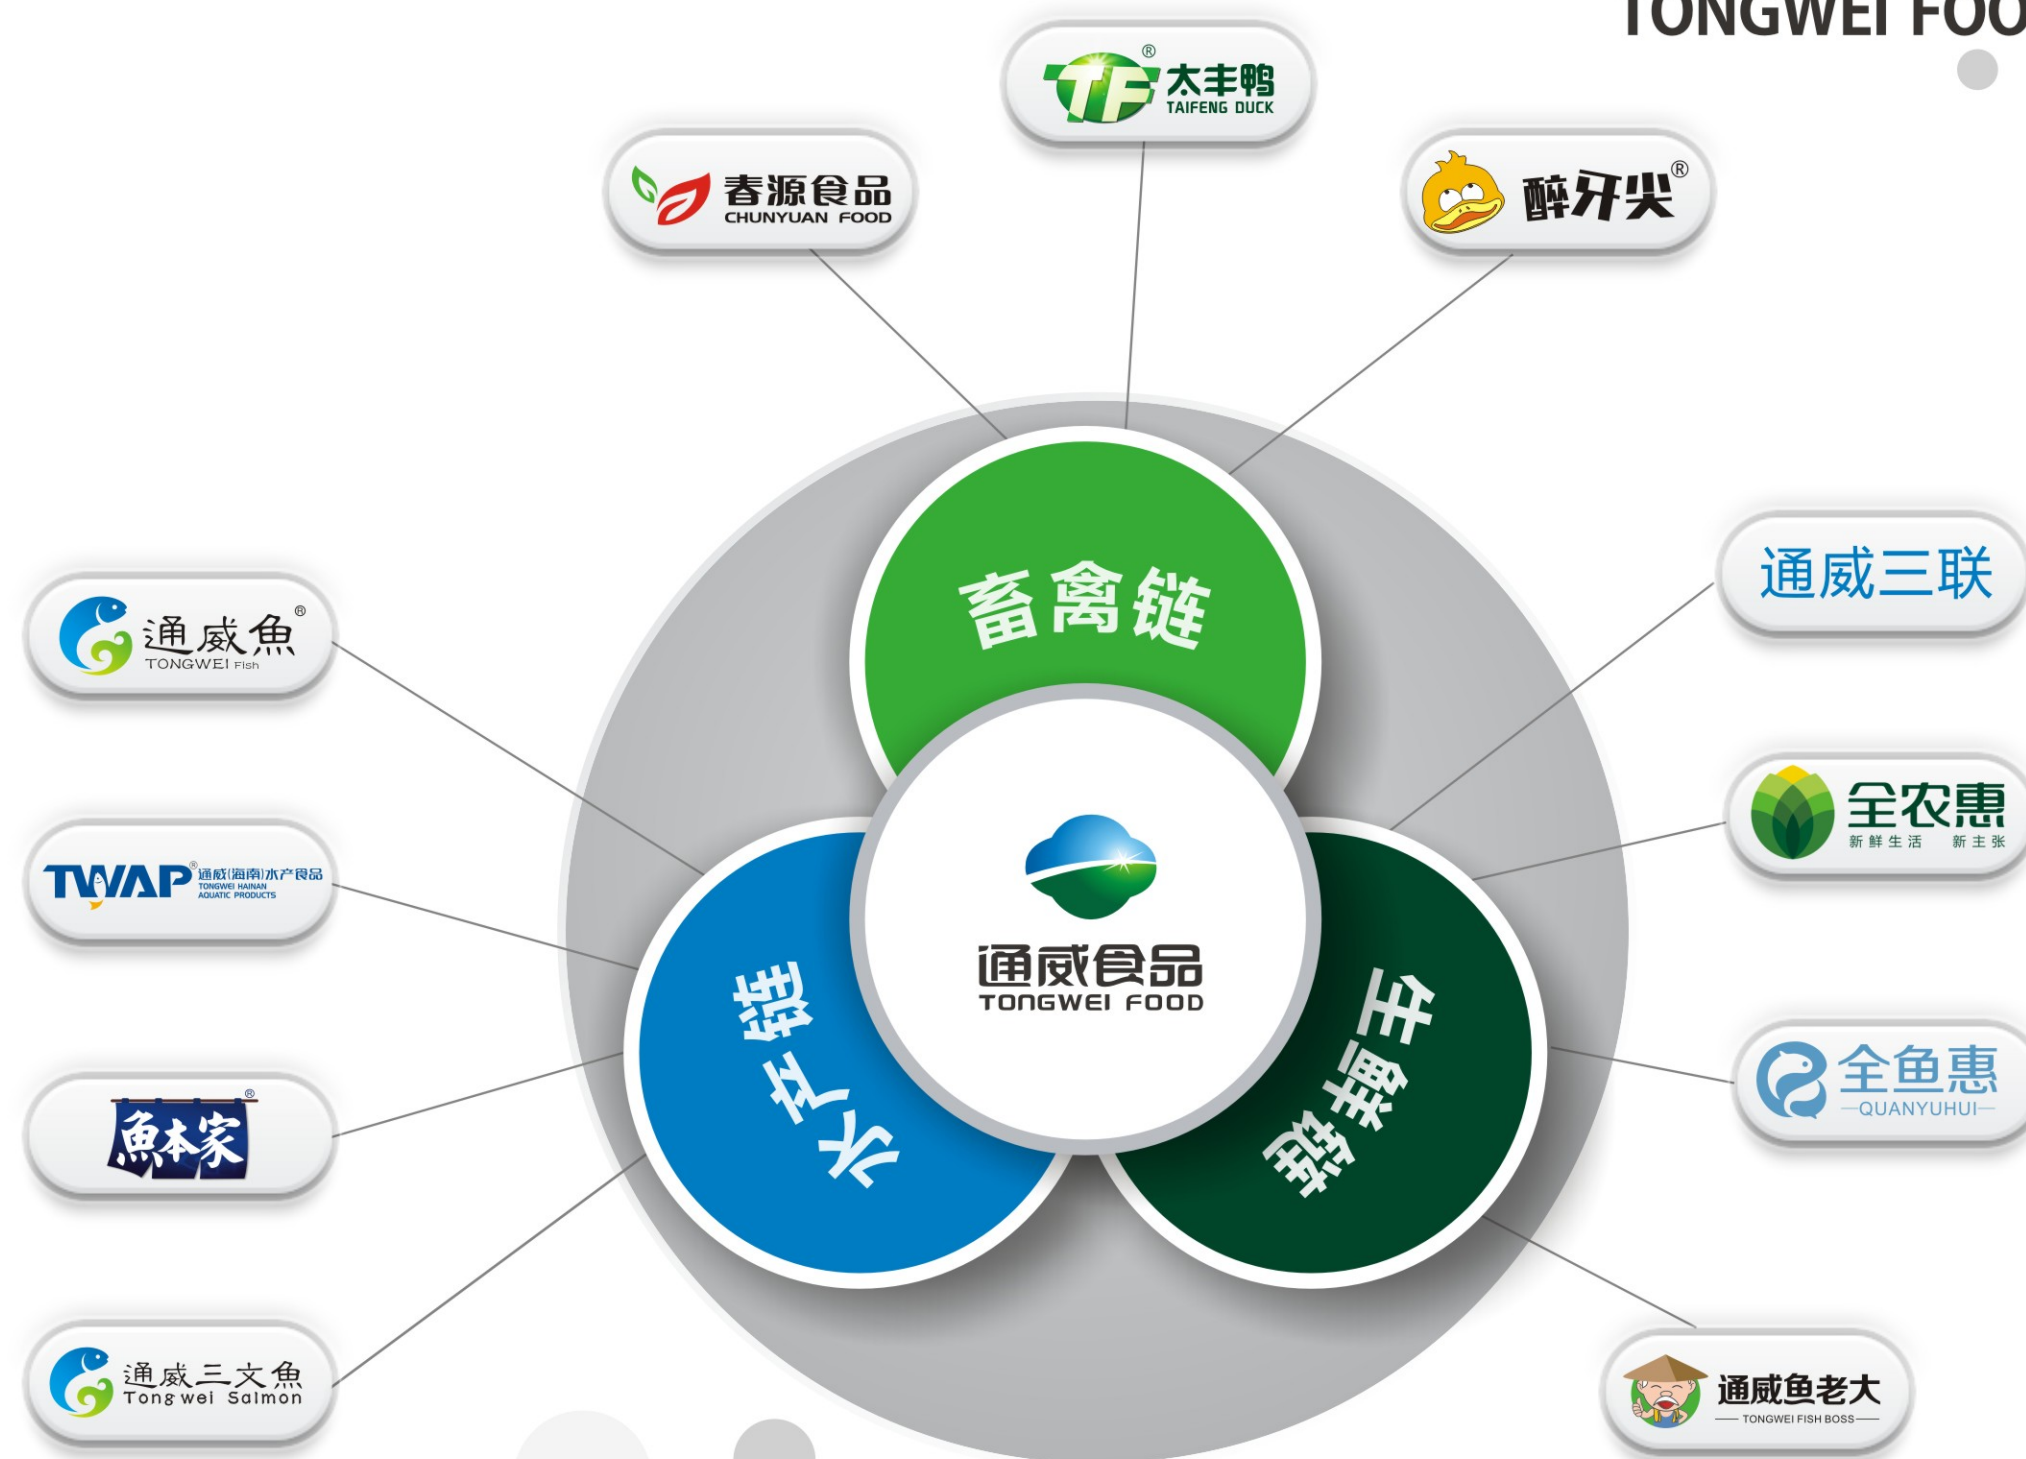 TONGWEI FOO
TF® 太丰鸭
TAIFENG DUCK
春源食品
CHUNYUAN FOOD
醉牙尖®
畜禽链
通威三联
通威魚®
TONGWEI Fish
全农惠
新鲜生活 新主张
TWAP® 通威(海南)水产食品
TONGWEI HAINAN
AQUATIC PRODUCTS
通威食品
TONGWEI FOOD
水产链
生鲜链
全鱼惠
QUANYUHUI
魚本家®
通威三文魚
Tongwei Salmon
通威鱼老大
TONGWEI FISH BOSS